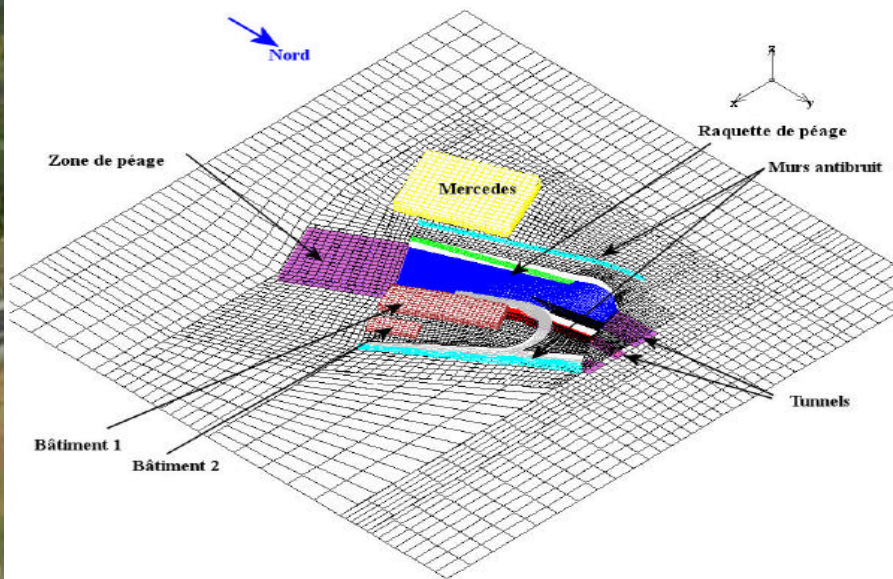 Nord
z
x
y
Raquette de péage
Zone de péage
Murs antibruit
Mercedes
Tunnels
Bâtiment 1
Bâtiment 2